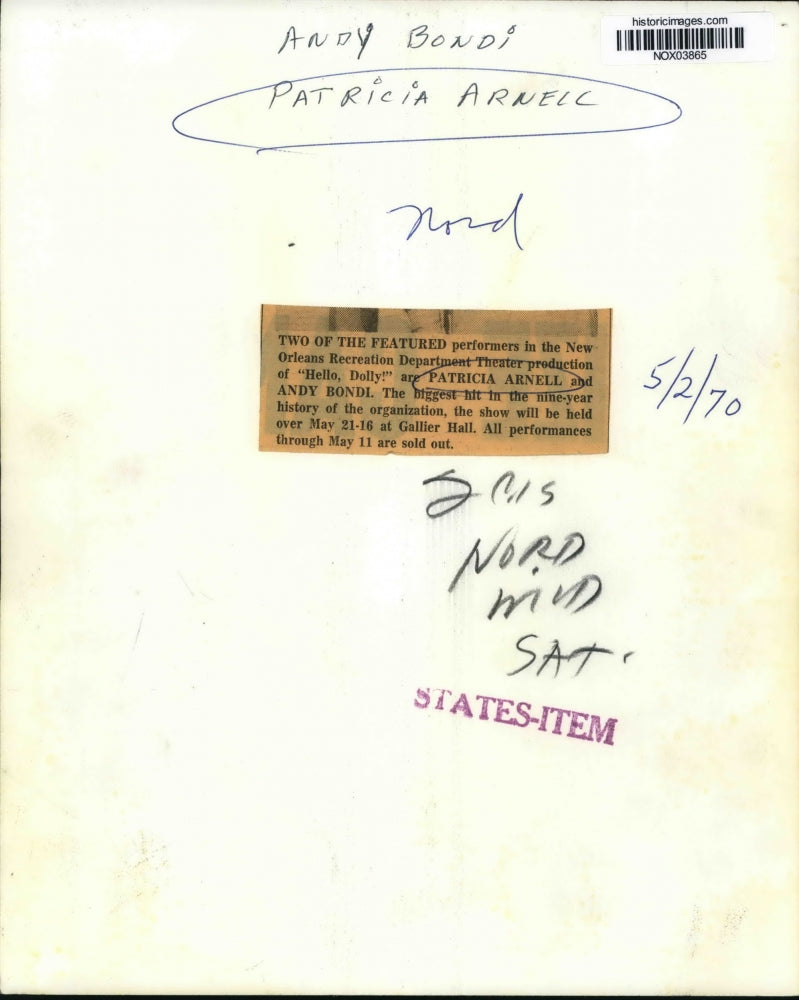 historicimages.com
NOX03865
ANDY BONDi
PATRiCiA ARNELL
Nord
TWO OF THE FEATURED performers in the New
Orleans Recreation Department Theater production
of “Hello, Dolly!” are PATRICIA ARNELL and
ANDY BONDI. The biggest hit in the nine-year
history of the organization, the show will be held
over May 21-16 at Gallier Hall. All performances
through May 11 are sold out.
5/2/70
2
NORD
SAT.
STATES-ITEM